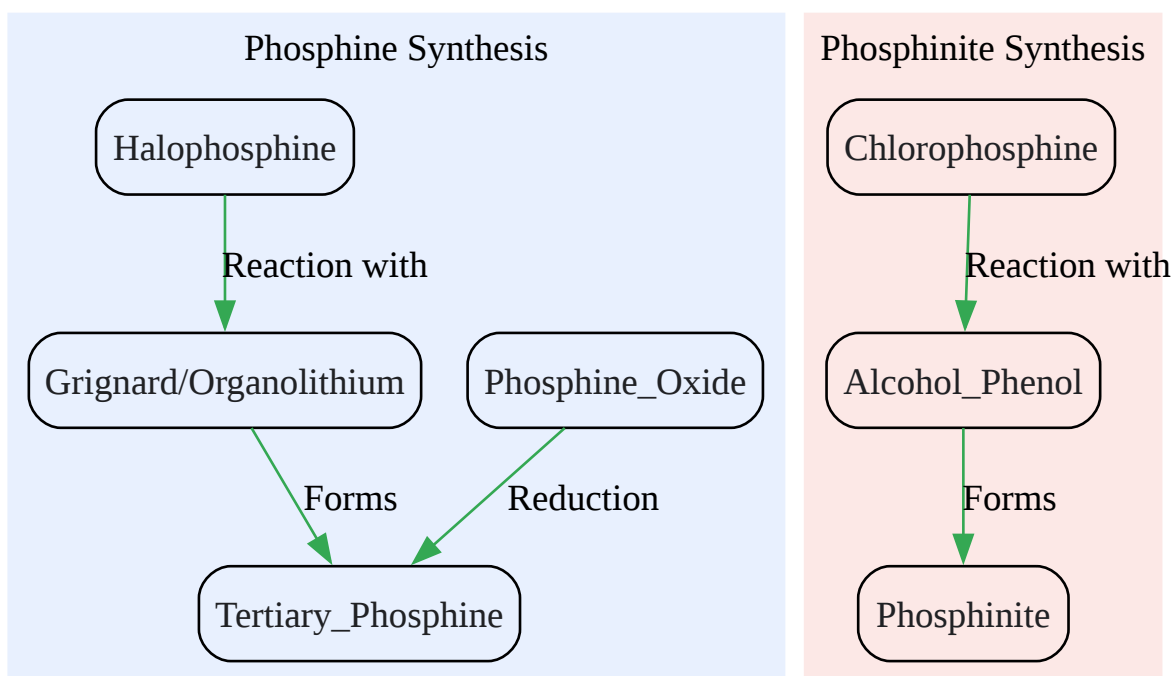 Phosphine Synthesis
Halophosphine
Reaction with
Grignard/Organolithium
Phosphine_Oxide
Forms
Reduction
Tertiary_Phosphine
Phosphinite Synthesis
Chlorophosphine
Reaction with
Alcohol_Phenol
Forms
Phosphinite